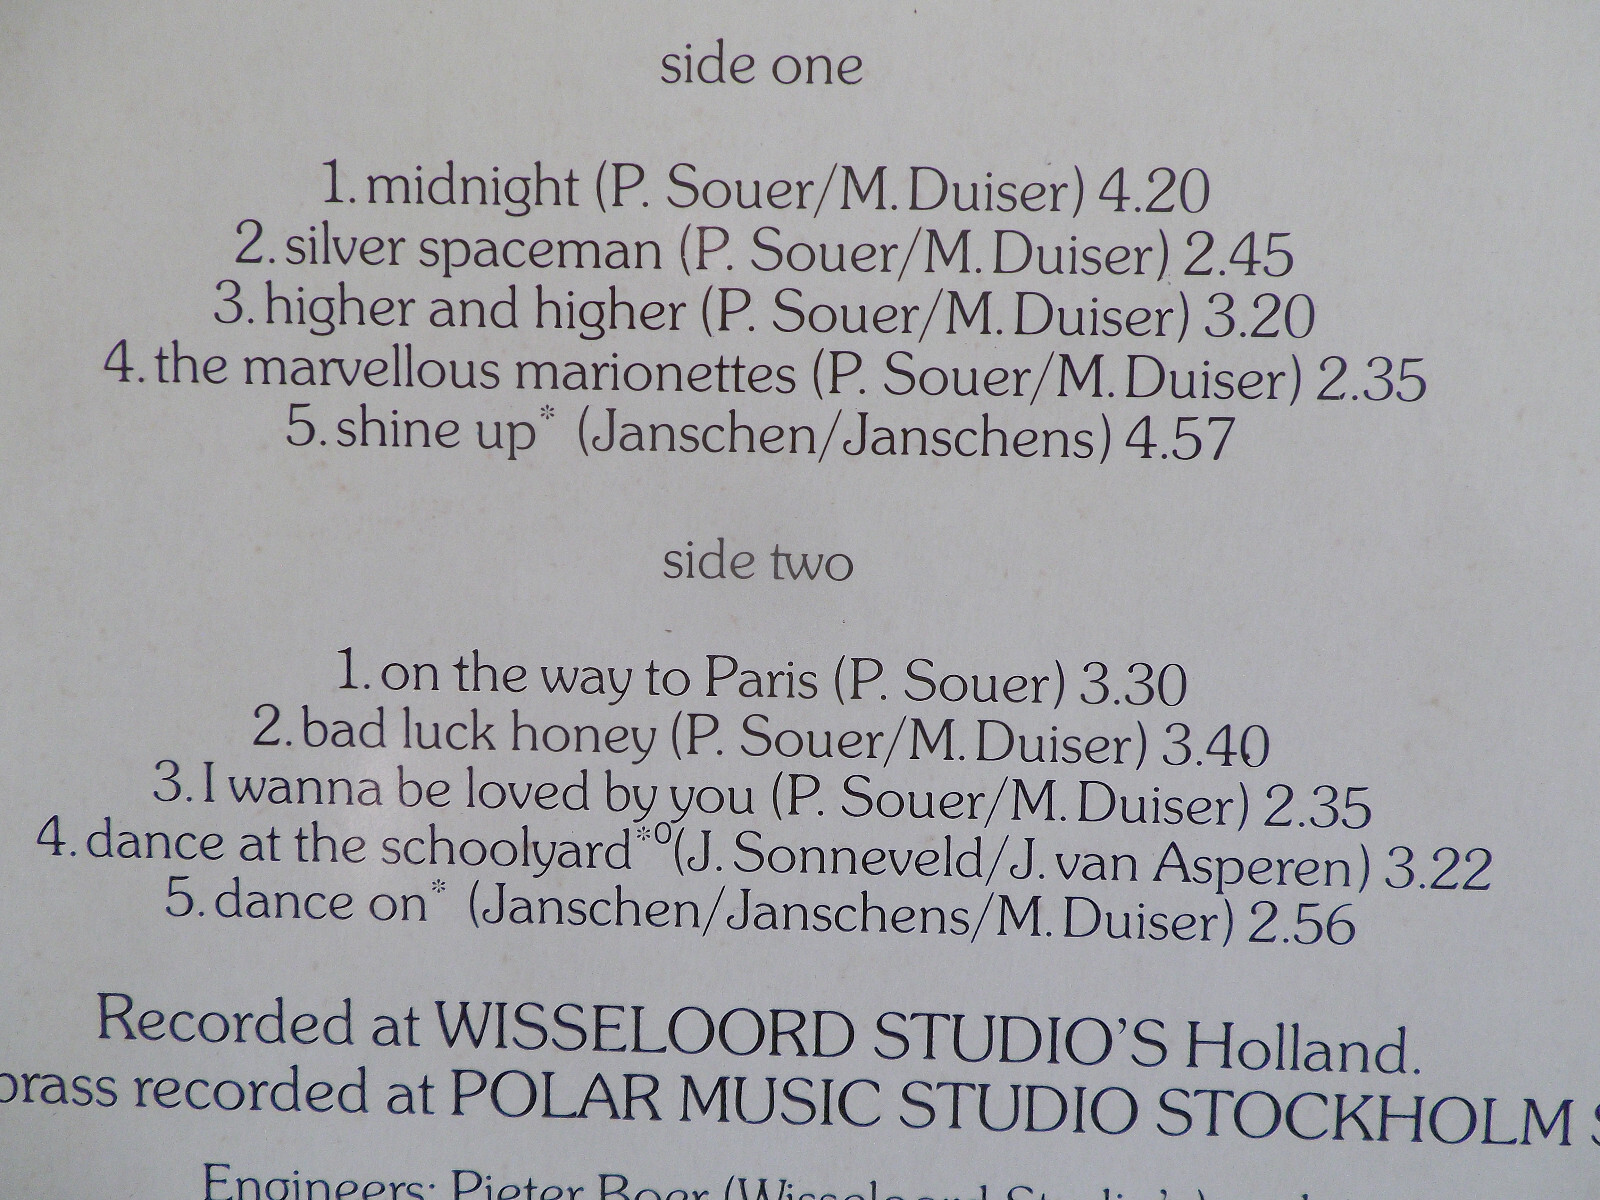 side one
1. midnight (P. Souer/M. Duiser) 4.20
2. silver spaceman (P. Souer/M. Duiser) 2.45
3. higher and higher (P. Souer/M. Duiser) 3.20
4. the marvellous marionettes (P. Souer/M. Duiser) 2.35
5. shine up* (Janschen/Janschens) 4.57
side two
1. on the way to Paris (P. Souer) 3.30
2. bad luck honey (P. Souer/M. Duiser) 3.40
3. I wanna be loved by you (P. Souer/M. Duiser) 2.35
4. dance at the schoolyard*° (J. Sonneveld/J. van Asperen) 3.22
5. dance on* (Janschen/Janschens/M. Duiser) 2.56
Recorded at WISSELOORD STUDIO'S Holland.
brass recorded at POLAR MUSIC STUDIO STOCKHOLM
Engineers: Pieter Boer (Wisseloord Studio's)